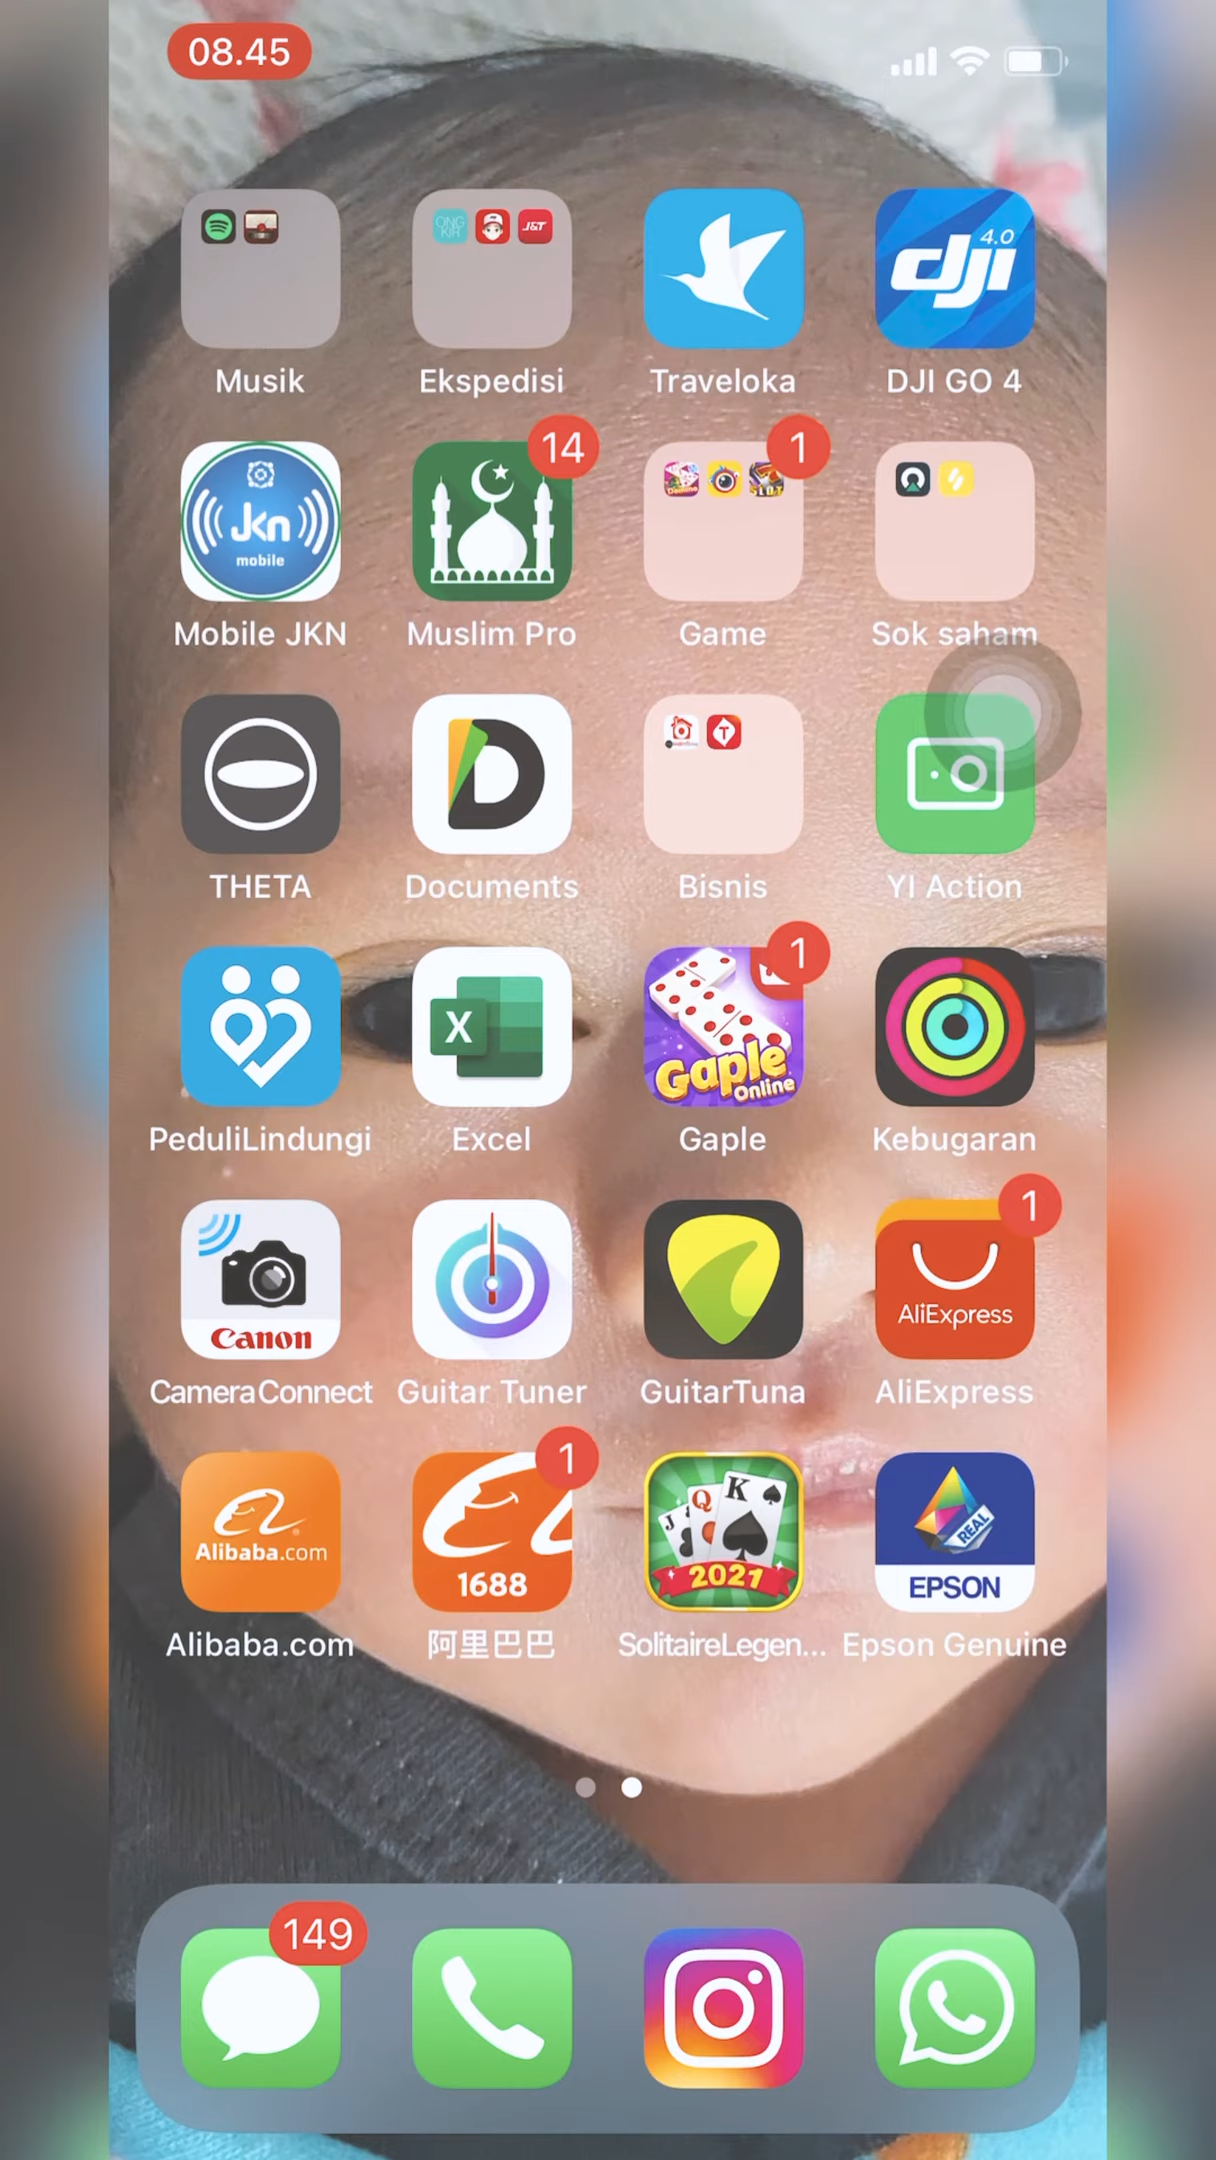 08.45
ONG
KIR
J&T
4.0
dji
Musik
Ekspedisi
Traveloka
DJI GO 4
14
1
Jkn
mobile
SLOT
Mobile JKN
Muslim Pro
Game
Sok saham
T
THETA
Documents
Bisnis
YI Action
1
X
Gaple
Online
PeduliLindungi
Excel
Gaple
Kebugaran
1
Canon
AliExpress
CameraConnect
Guitar Tuner
GuitarTuna
AliExpress
1
J Q K
REAL
Alibaba.com
1688
2021
EPSON
Alibaba.com
阿里巴巴
SolitaireLegen...
Epson Genuine
149